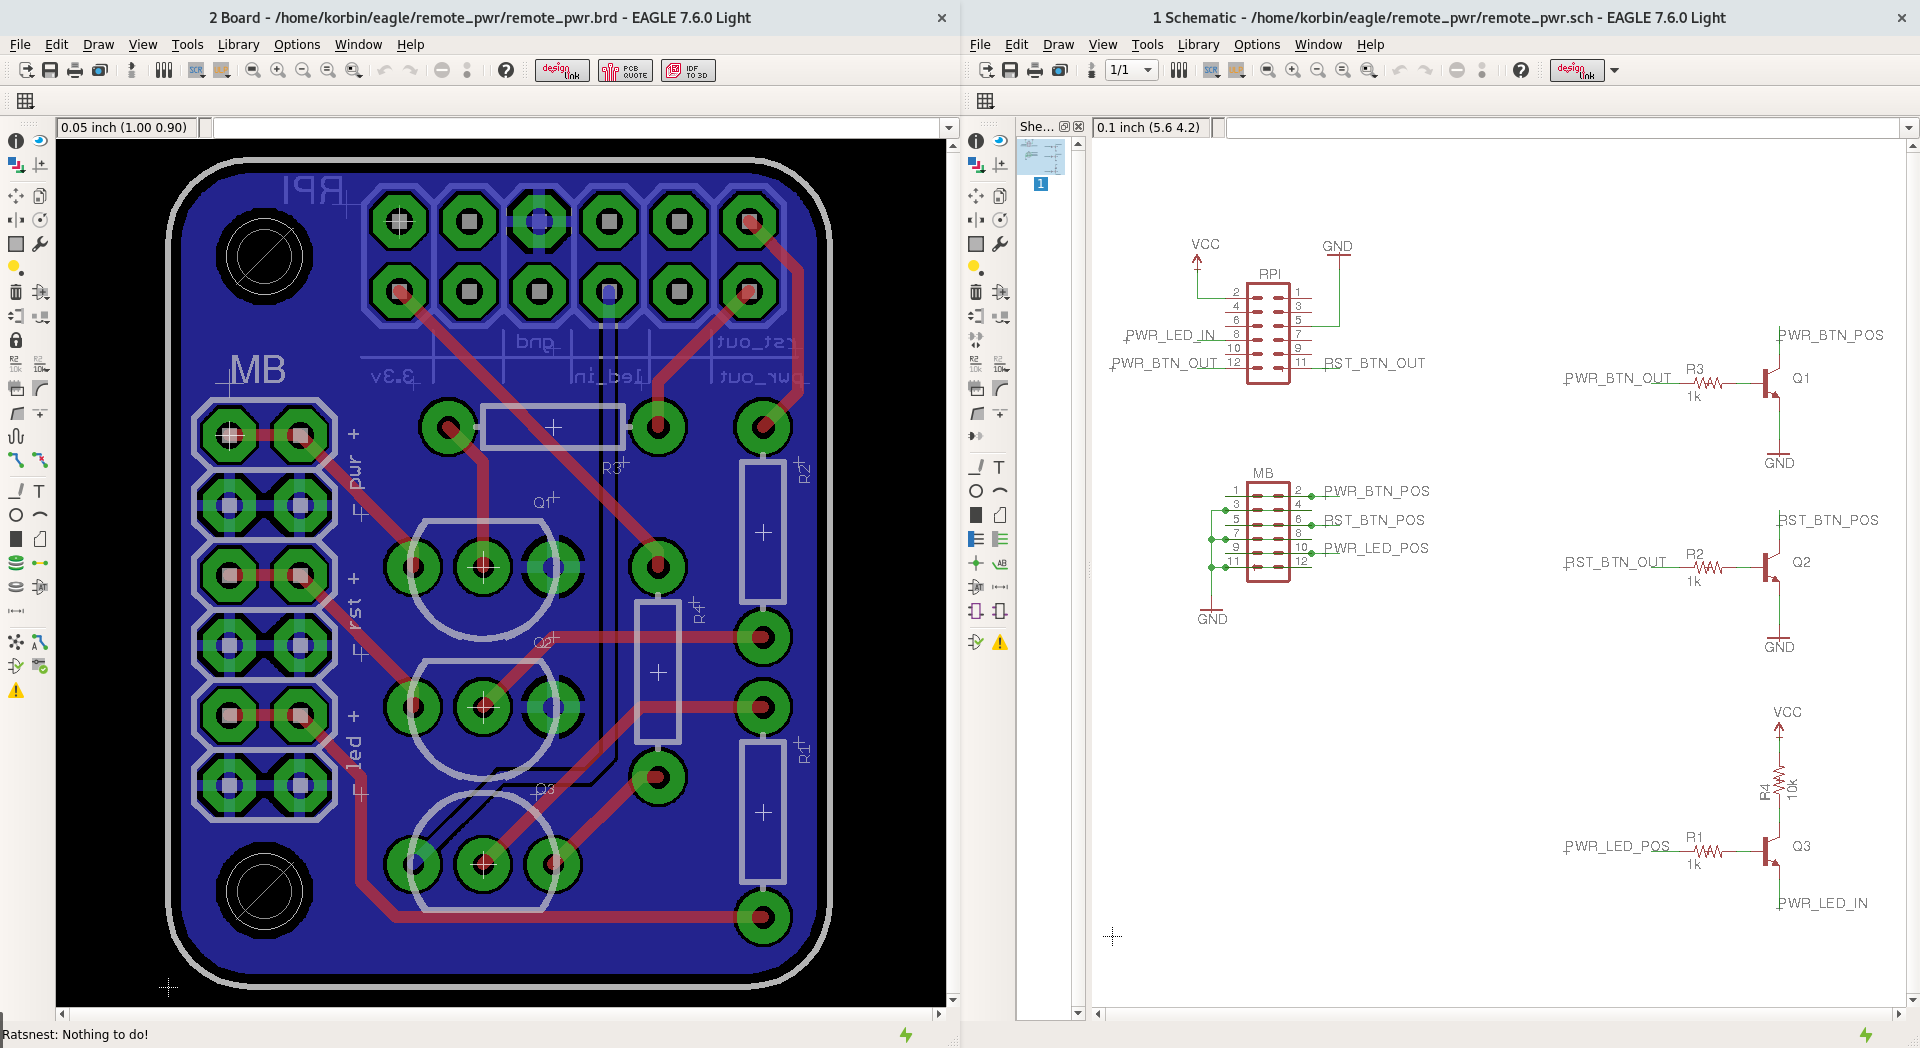 2 Board - /home/korbin/eagle/remote_pwr/remote_pwr.brd - EAGLE 7.6.0 Light
File Edit Draw View Tools Library Options Window Help
design link
PCB QUOTE
IDF TO 3D
0.05 inch (1.00 0.90)
RPI
gnd
rst_out
3.3v
led_in
pwr_out
MB
+
pwr
-
+
rst
-
+
led
-
R3
R2
Q1
R4
Q2
R1
Q3
Ratsnest: Nothing to do!
1 Schematic - /home/korbin/eagle/remote_pwr/remote_pwr.sch - EAGLE 7.6.0 Light
File Edit Draw View Tools Library Options Window Help
1/1
design link
She...
0.1 inch (5.6 4.2)
1
VCC
GND
RPI
2 1
4 3
6 5
PWR_LED_IN 8 7
10 9
PWR_BTN_OUT 12 11 RST_BTN_OUT
MB
1 2 PWR_BTN_POS
3 4
5 6 RST_BTN_POS
7 8
9 10 PWR_LED_POS
11 12
GND
PWR_BTN_POS
R3
PWR_BTN_OUT
Q1
1k
GND
RST_BTN_POS
R2
RST_BTN_OUT
Q2
1k
GND
VCC
R4
10k
R1
PWR_LED_POS
Q3
1k
PWR_LED_IN